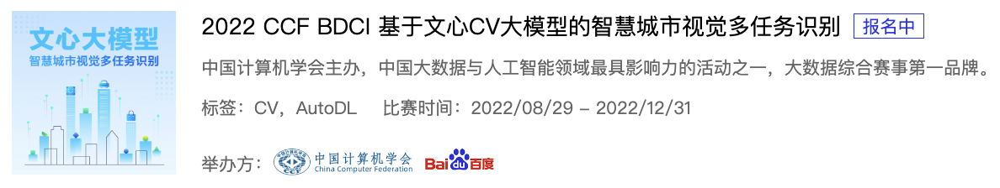 文心大模型
智慧城市视觉多任务识别
2022 CCF BDCI 基于文心CV大模型的智慧城市视觉多任务识别 报名中
中国计算机学会主办，中国大数据与人工智能领域最具影响力的活动之一，大数据综合赛事第一品牌。
标签：CV，AutoDL 比赛时间：2022/08/29 - 2022/12/31
举办方： CCF 中国计算机学会 Bai du 百度
China Computer Federation